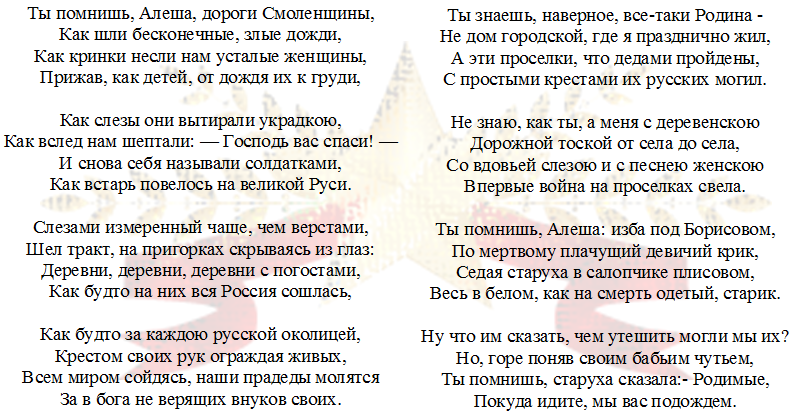 Ты помнишь, Алеша, дороги Смоленщины,
Как шли бесконечные, злые дожди,
Как кринки несли нам усталые женщины,
Прижав, как детей, от дождя их к груди,
Как слезы они вытирали украдкою,
Как вслед нам шептали: — Господь вас спаси! —
И снова себя называли солдатками,
Как встарь повелось на великой Руси.
Слезами измеренный чаще, чем верстами,
Шел тракт, на пригорках скрываясь из глаз:
Деревни, деревни, деревни с погостами,
Как будто на них вся Россия сошлась,
Как будто за каждою русской околицей,
Крестом своих рук ограждая живых,
Всем миром сойдясь, наши прадеды молятся
За в бога не верящих внуков своих.
Ты знаешь, наверное, все-таки Родина -
Не дом городской, где я празднично жил,
А эти проселки, что дедами пройдены,
С простыми крестами их русских могил.
Не знаю, как ты, а меня с деревенскою
Дорожной тоской от села до села,
Со вдовьей слезою и с песнею женскою
Впервые война на проселках свела.
Ты помнишь, Алеша: изба под Борисовом,
По мертвому плачущий девичий крик,
Седая старуха в салопчике плисовом,
Весь в белом, как на смерть одетый, старик.
Ну что им сказать, чем утешить могли мы их?
Но, горе поняв своим бабьим чутьем,
Ты помнишь, старуха сказала:- Родимые,
Покуда идите, мы вас подождем.